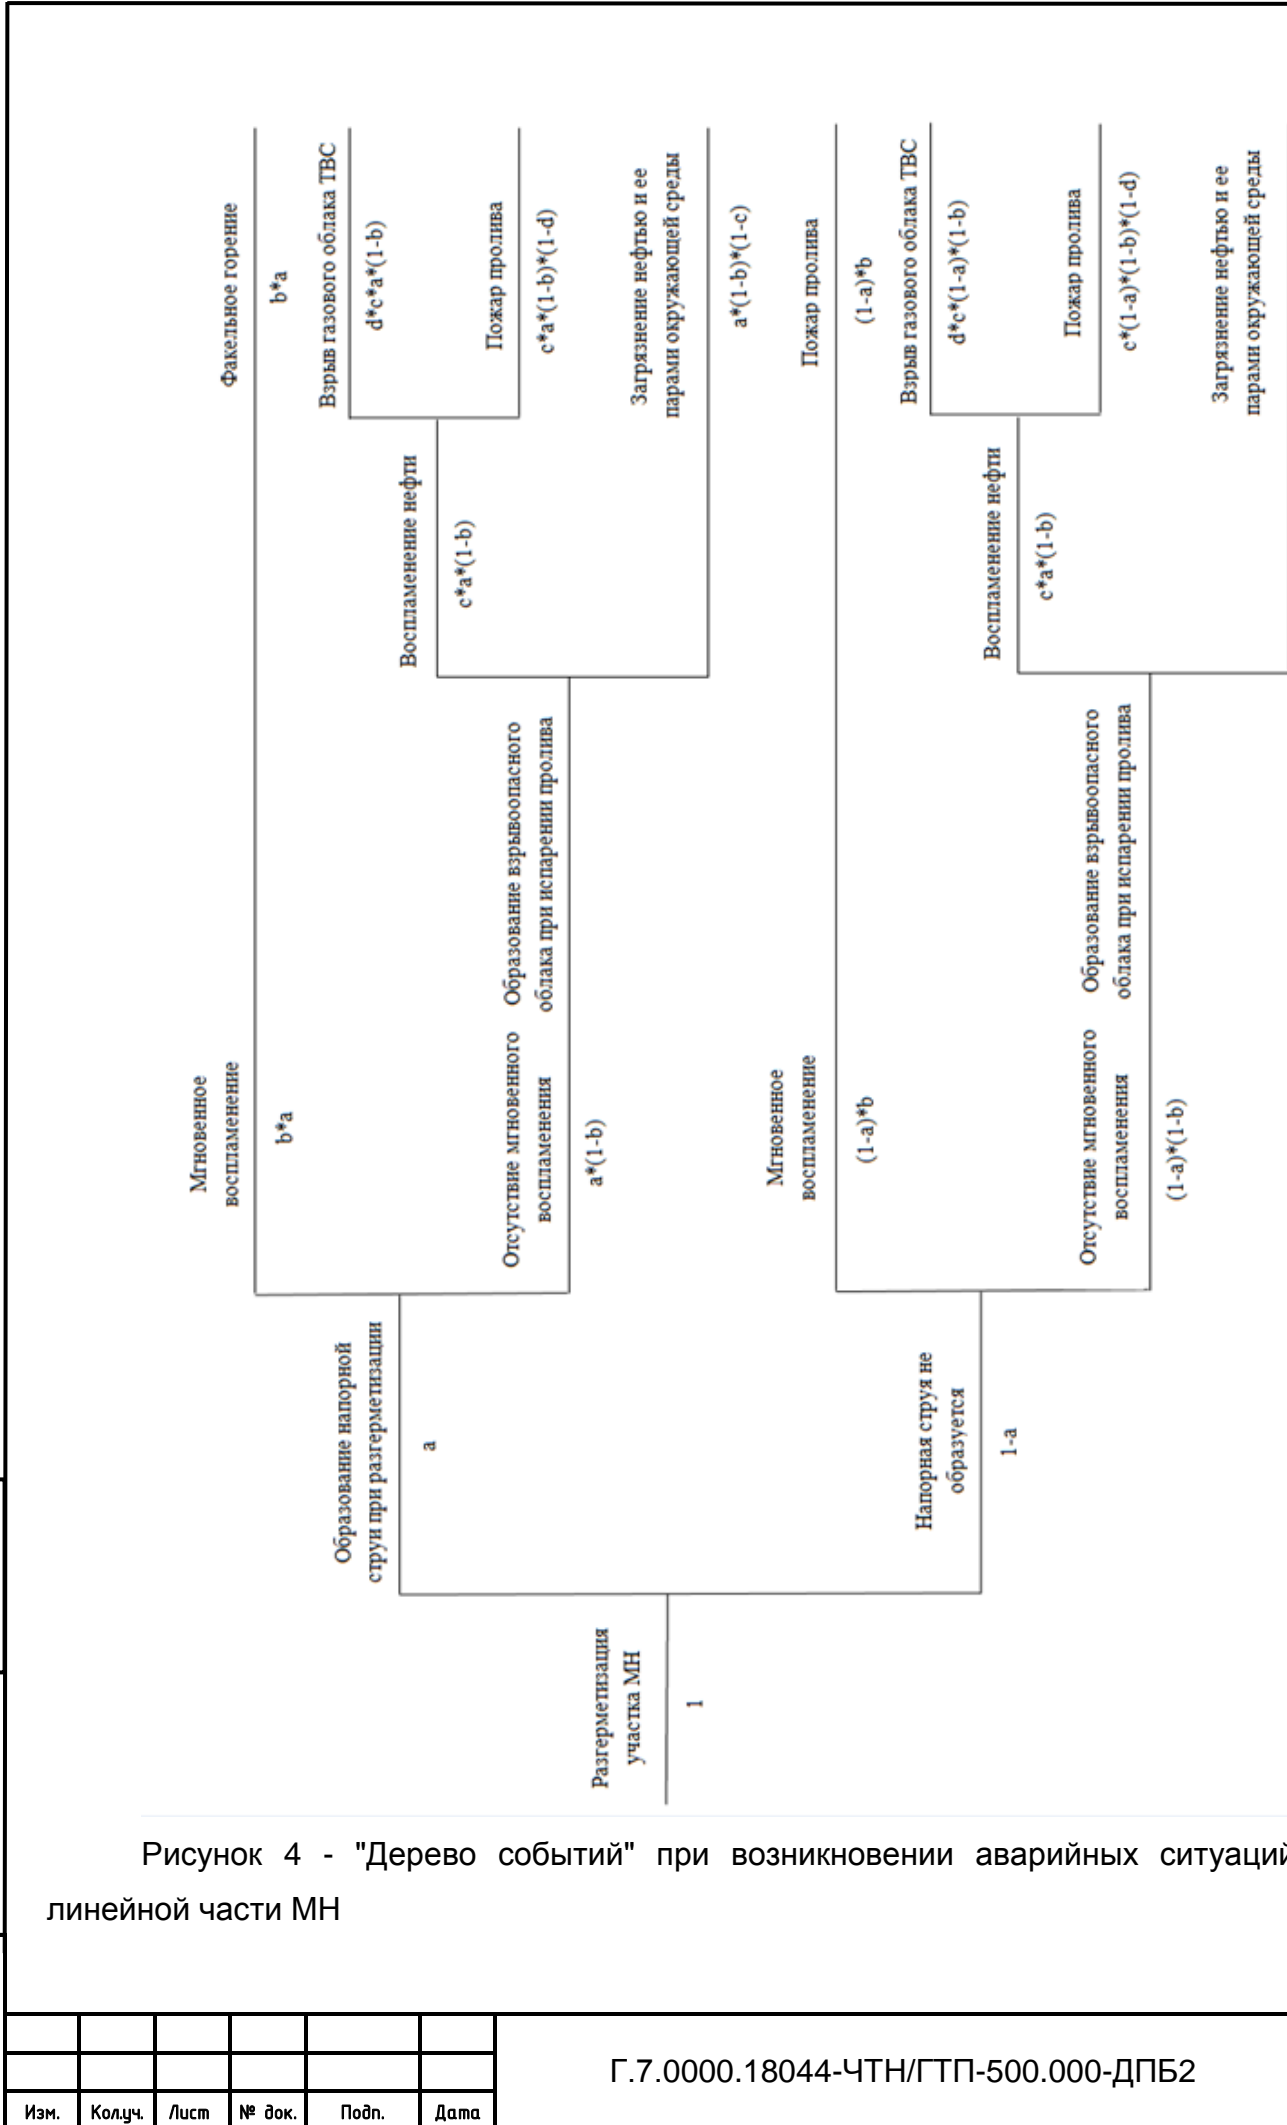 Разгерметизация
участка МН
1
Образование напорной
струи при разгерметизации
a
Мгновенное
воспламенение
b*a
Факельное горение
b*a
Отсутствие мгновенного
воспламенения
a*(1-b)
Образование взрывоопасного
облака при испарении пролива
Воспламенение нефти
c*a*(1-b)
Взрыв газового облака ТВС
d*c*a*(1-b)
Пожар пролива
c*a*(1-b)*(1-d)
Загрязнение нефтью и ее
парами окружающей среды
a*(1-b)*(1-c)
Напорная струя не
образуется
1-a
Мгновенное
воспламенение
(1-a)*b
Пожар пролива
(1-a)*b
Отсутствие мгновенного
воспламенения
(1-a)*(1-b)
Образование взрывоопасного
облака при испарении пролива
Воспламенение нефти
c*a*(1-b)
Взрыв газового облака ТВС
d*c*(1-a)*(1-b)
Пожар пролива
c*(1-a)*(1-b)*(1-d)
Загрязнение нефтью и ее
парами окружающей среды
Рисунок 4 - "Дерево событий" при возникновении аварийных ситуаций
линейной части МН
Г.7.0000.18044-ЧТН/ГТП-500.000-ДПБ2
Изм. Кол.уч. Лист № док. Подп. Дата